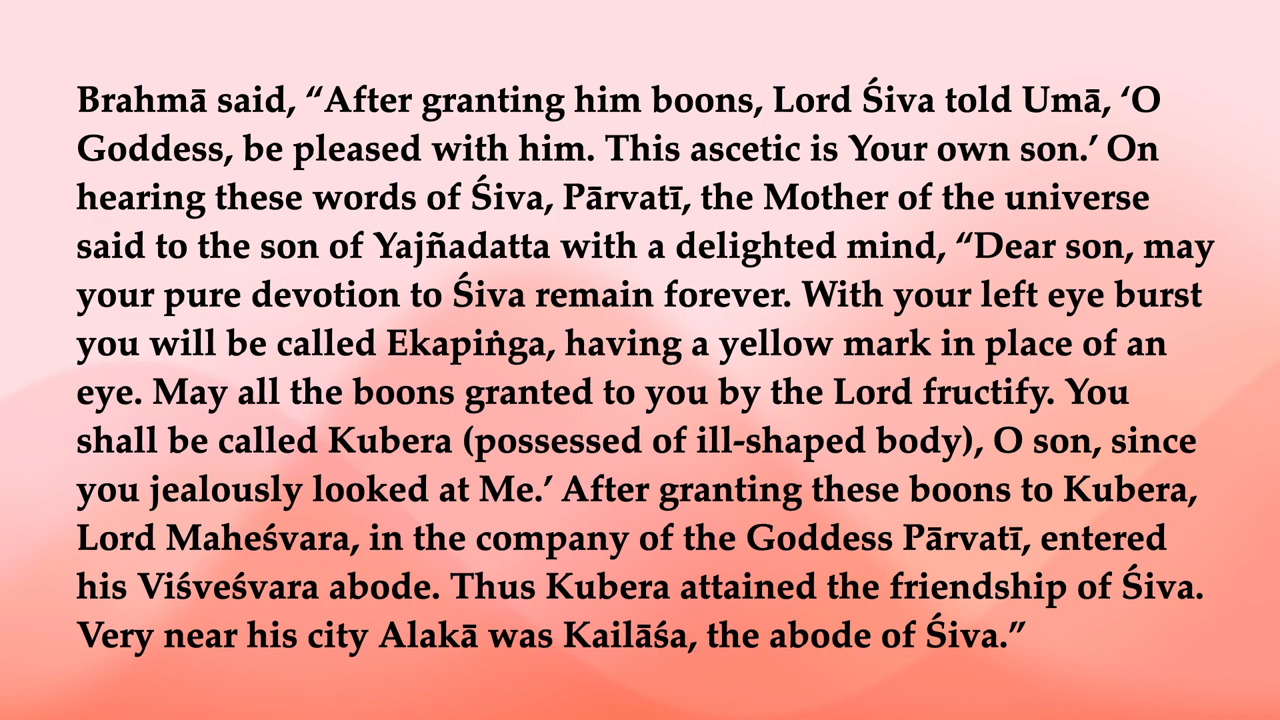 Brahmā said, “After granting him boons, Lord Śiva told Umā, ‘O
Goddess, be pleased with him. This ascetic is Your own son.’ On
hearing these words of Śiva, Pārvatī, the Mother of the universe
said to the son of Yajñadatta with a delighted mind, “Dear son, may
your pure devotion to Śiva remain forever. With your left eye burst
you will be called Ekapiṅga, having a yellow mark in place of an
eye. May all the boons granted to you by the Lord fructify. You
shall be called Kubera (possessed of ill-shaped body), O son, since
you jealously looked at Me.’ After granting these boons to Kubera,
Lord Maheśvara, in the company of the Goddess Pārvatī, entered
his Viśveśvara abode. Thus Kubera attained the friendship of Śiva.
Very near his city Alakā was Kailāśa, the abode of Śiva.”